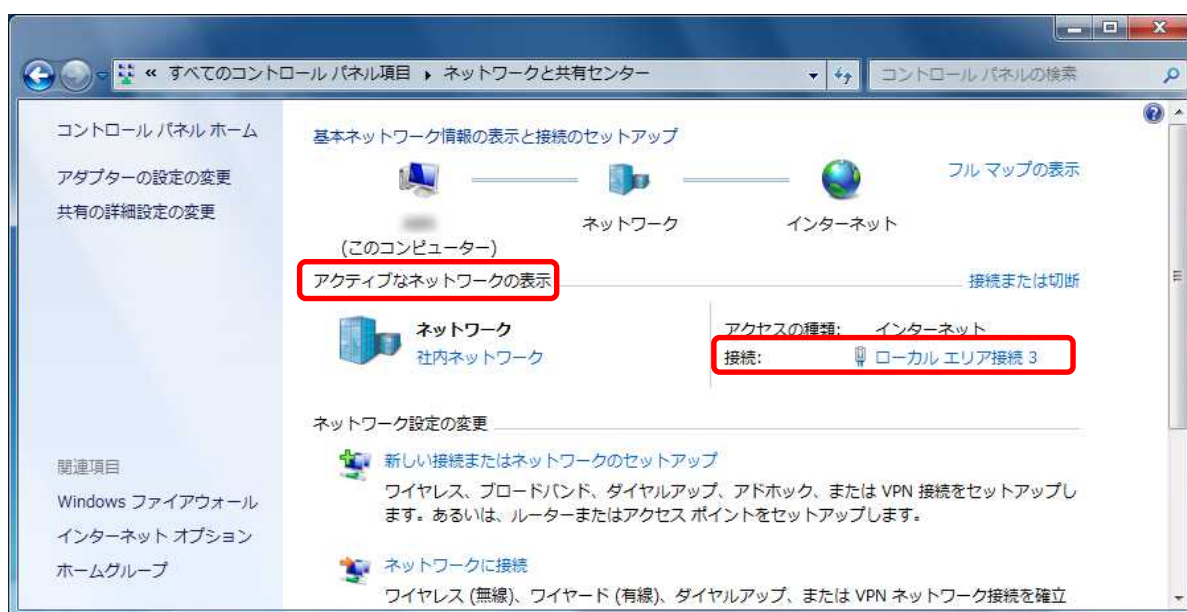 « すべてのコントロール パネル項目 ▸ ネットワークと共有センター
コントロール パネルの検索
コントロール パネル ホーム
アダプターの設定の変更
共有の詳細設定の変更
基本ネットワーク情報の表示と接続のセットアップ
フル マップの表示
ネットワーク
インターネット
(このコンピューター)
アクティブなネットワークの表示
接続または切断
ネットワーク
社内ネットワーク
アクセスの種類: インターネット
接続: ローカル エリア接続 3
ネットワーク設定の変更
新しい接続またはネットワークのセットアップ
ワイヤレス、ブロードバンド、ダイヤルアップ、アドホック、または VPN 接続をセットアップし
ます。あるいは、ルーターまたはアクセス ポイントをセットアップします。
ネットワークに接続
ワイヤレス (無線)、ワイヤード (有線)、ダイヤルアップ、または VPN ネットワーク接続を確立
関連項目
Windows ファイアウォール
インターネット オプション
ホームグループ